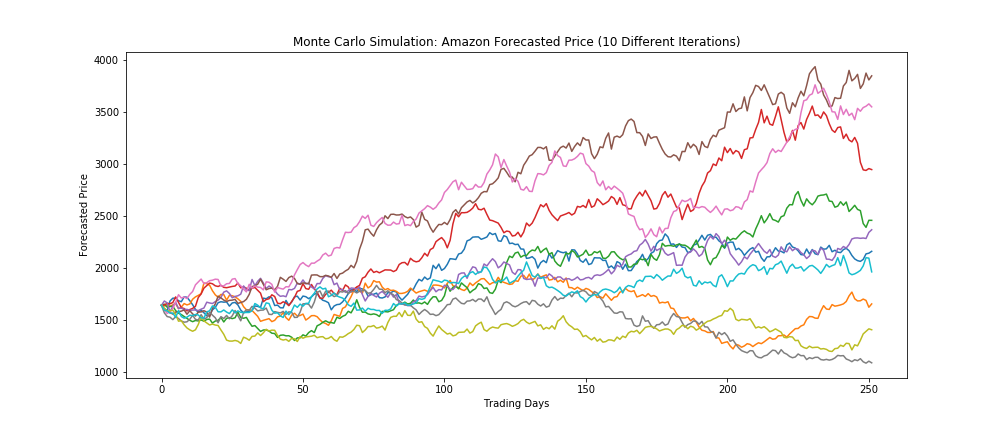 Monte Carlo Simulation: Amazon Forecasted Price (10 Different Iterations)
4000
3500
3000
2500
2000
1500
1000
Forecasted Price
0 50 100 150 200 250
Trading Days